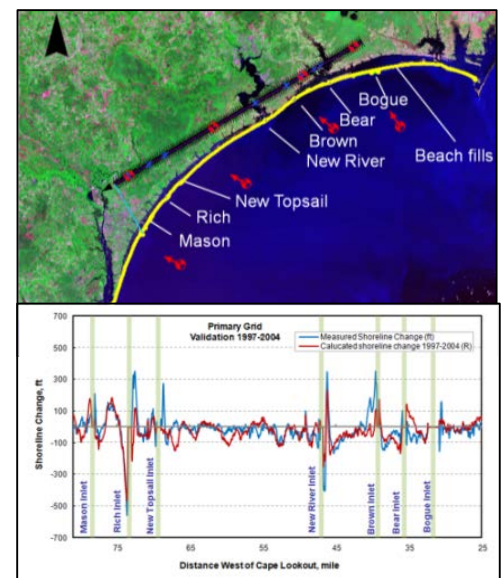 Bogue
Bear
Brown
New River
Beach fills
New Topsail
Rich
Mason
Primary Grid
Validation 1997-2004
Measured Shoreline Change (ft)
Calucated shoreline change 1997-2004 (R)
Shoreline Change, ft
700
500
300
100
-100
-300
-500
-700
Mason Inlet
Rich Inlet
New Topsail Inlet
New River Inlet
Brown Inlet
Bear Inlet
Bogue Inlet
75 65 55 45 35 25
Distance West of Cape Lookout, mile